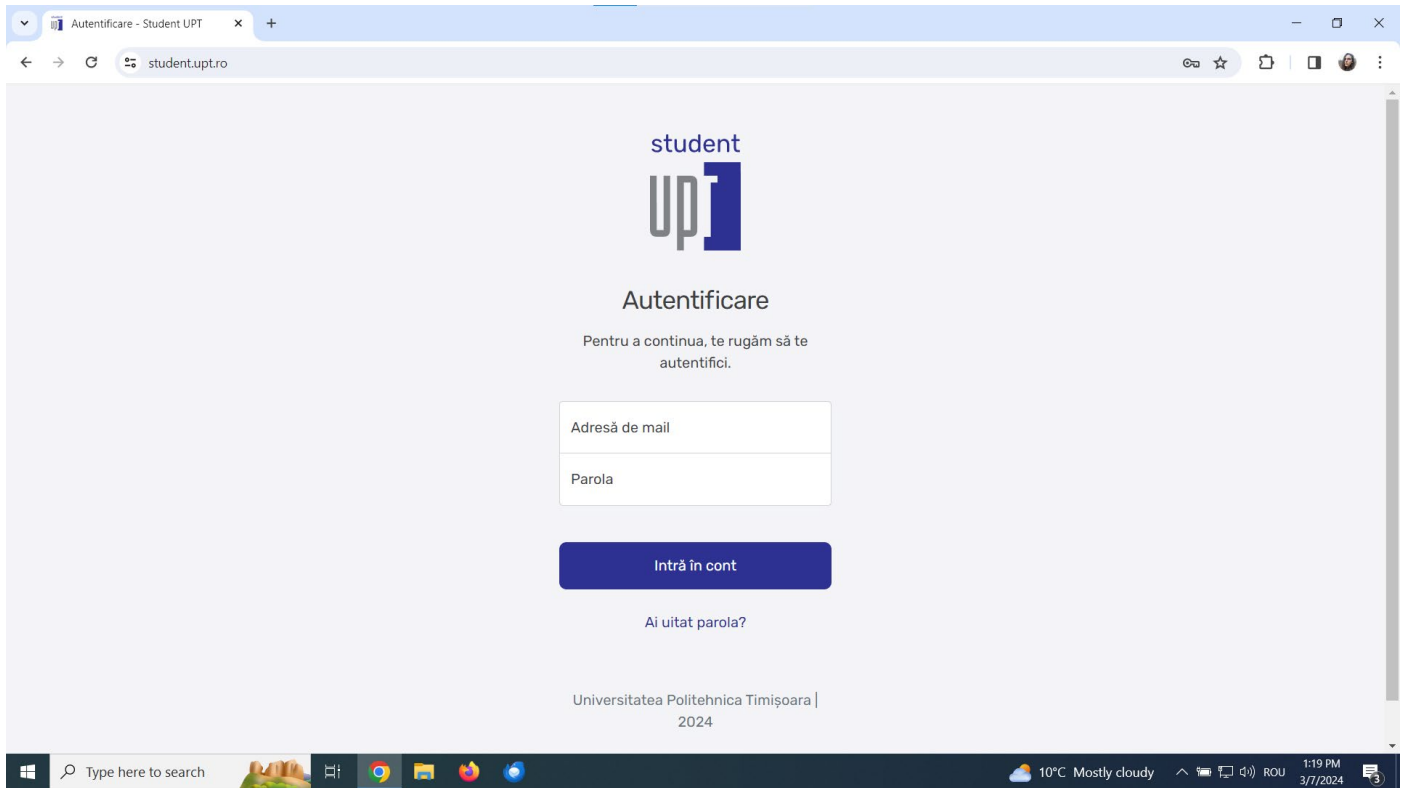 Autentificare - Student UPT
student.upt.ro
student
upt
Autentificare
Pentru a continua, te rugăm să te
autentifici.
Adresă de mail
Parola
Intră în cont
Ai uitat parola?
Universitatea Politehnica Timișoara |
2024
Type here to search
10°C Mostly cloudy
ROU
1:19 PM
3/7/2024
3